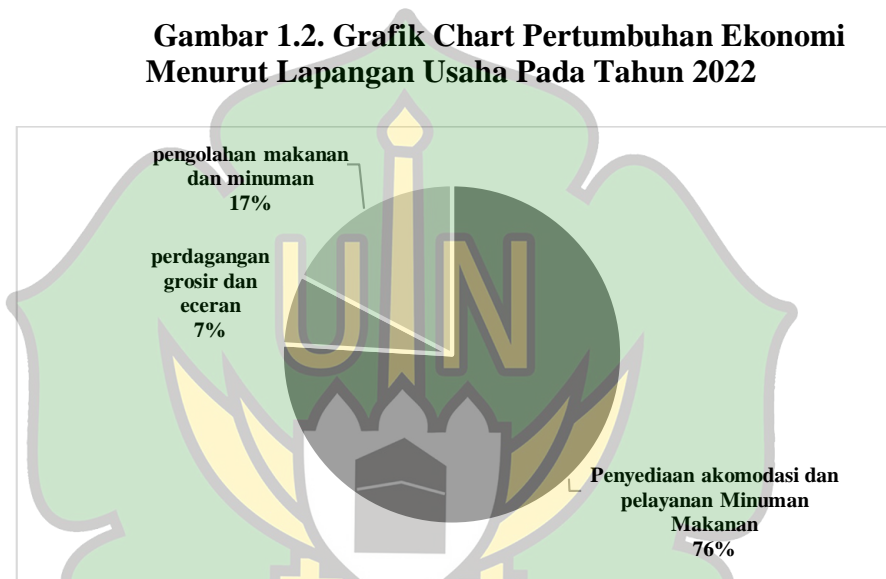 Gambar 1.2. Grafik Chart Pertumbuhan Ekonomi
Menurut Lapangan Usaha Pada Tahun 2022
pengolahan makanan
dan minuman
17%
perdagangan
grosir dan
eceran
7%
UIN
Penyediaan akomodasi dan
pelayanan Minuman
Makanan
76%